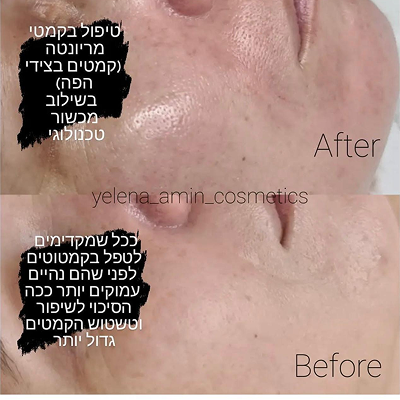 טיפול בקמטי
מריונטה
(קמטים בצידי
הפה)
בשילוב
מכשור
טכנולוגי
After
yelena_amin_cosmetics
ככל שמקדימים
לטפל בקמטוטים
לפני שהם נהיים
עמוקים יותר ככה
הסיכוי לשיפור
וטשטוש הקמטים
גדול יותר
Before